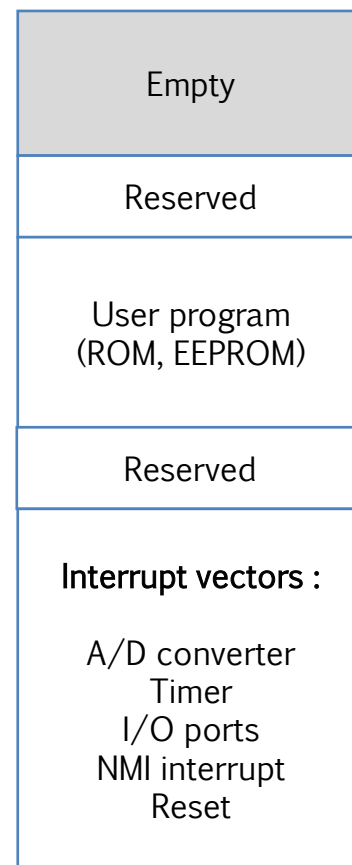 Empty
Reserved
User program
(ROM, EEPROM)
Reserved
Interrupt vectors :
A/D converter
Timer
I/O ports
NMI interrupt
Reset